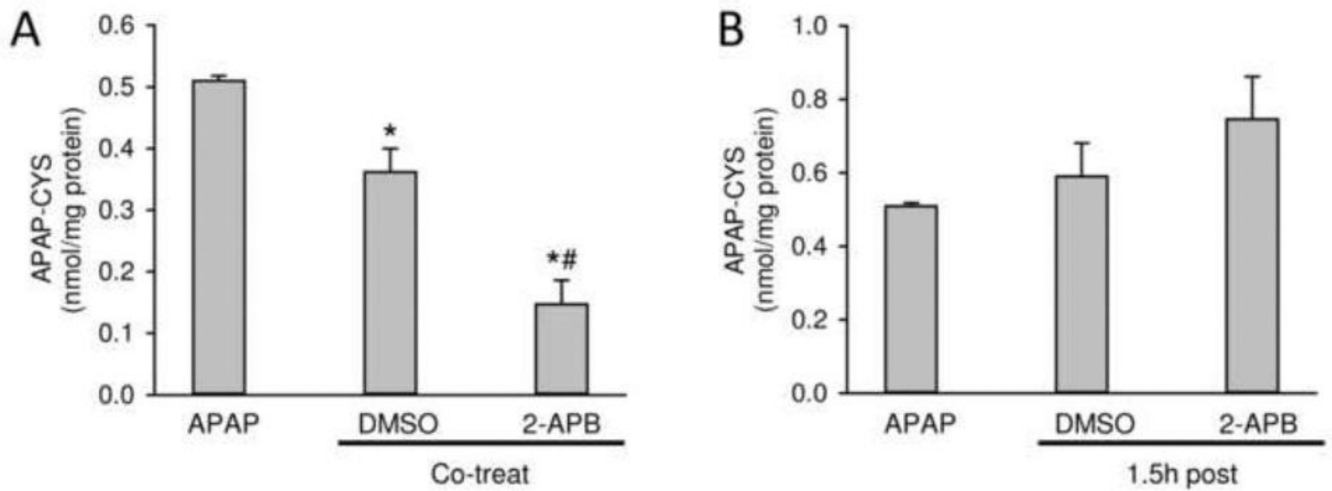 A
APAP-CYS
(nmol/mg protein)
0.6
0.5
0.4
0.3
0.2
0.1
0.0
*
*#
APAP DMSO 2-APB
Co-treat
B
APAP-CYS
(nmol/mg protein)
1.0
0.8
0.6
0.4
0.2
0.0
APAP DMSO 2-APB
1.5h post